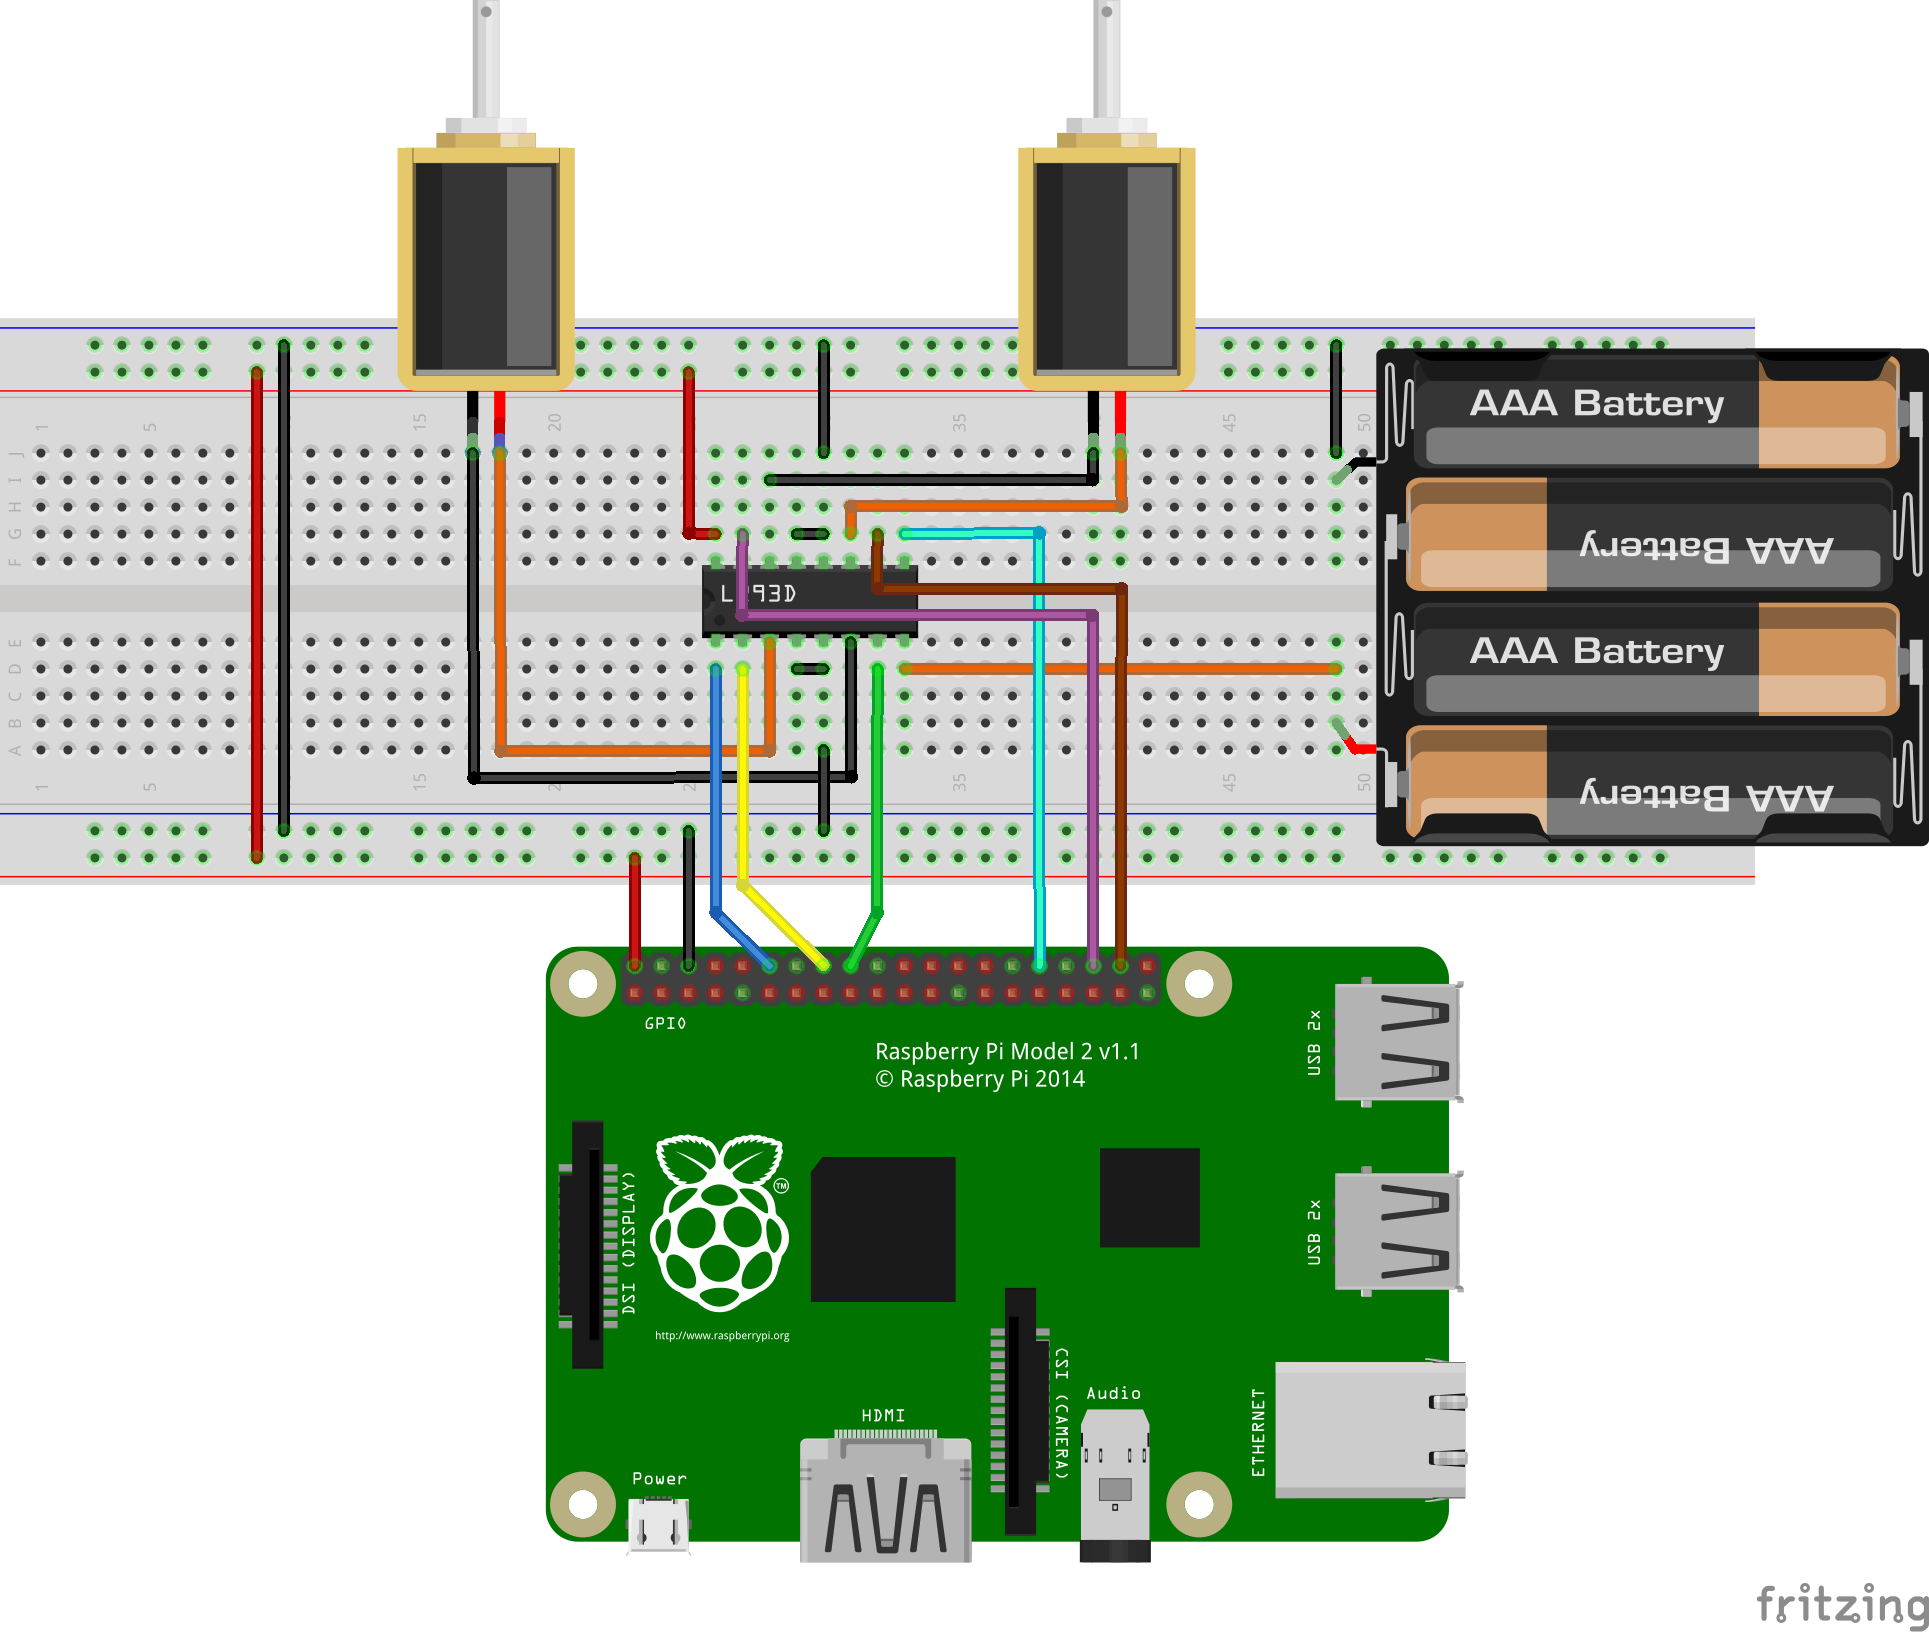 1
5
15
20
35
45
50
J
I
H
G
F
L293D
E
D
C
B
A
1
5
15
20
2
35
45
50
AAA Battery
AAA Battery
AAA Battery
AAA Battery
GPIO
Raspberry Pi Model 2 v1.1
© Raspberry Pi 2014
USB 2x
USB 2x
DSI (DISPLAY)
TM
http://www.raspberrypi.org
CSI (CAMERA)
Audio
ETHERNET
HDMI
Power
fritzing